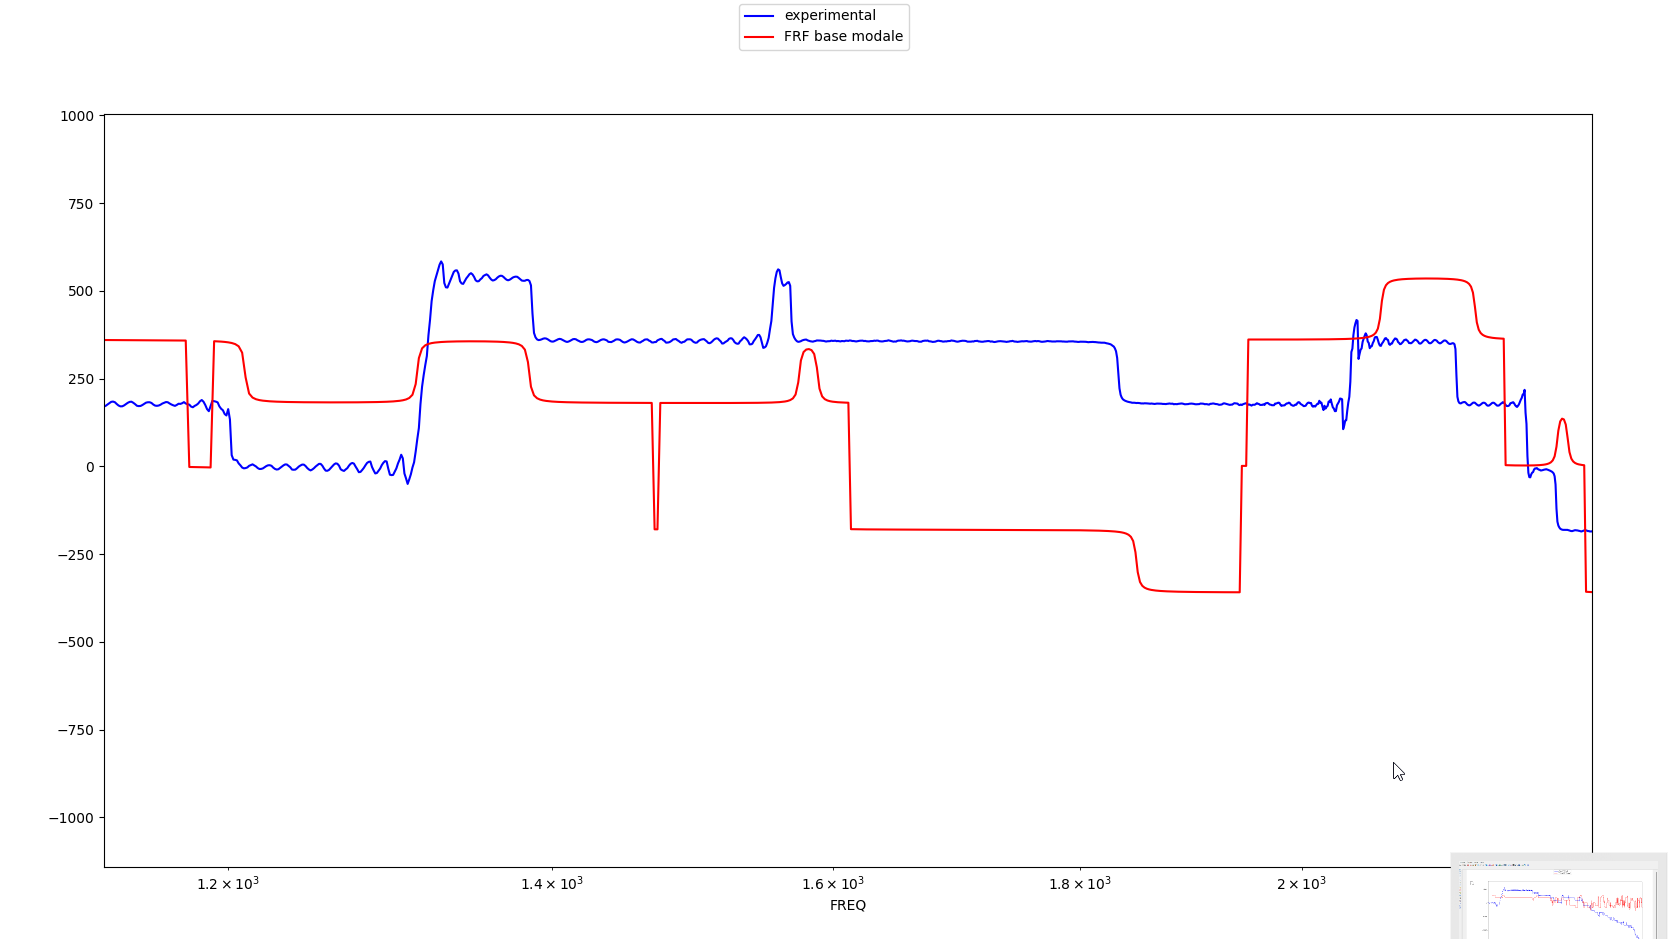 experimental
FRF base modale
1000
750
500
250
0
−250
−500
−750
−1000
1.2 × 10³
1.4 × 10³
1.6 × 10³
1.8 × 10³
2 × 10³
FREQ